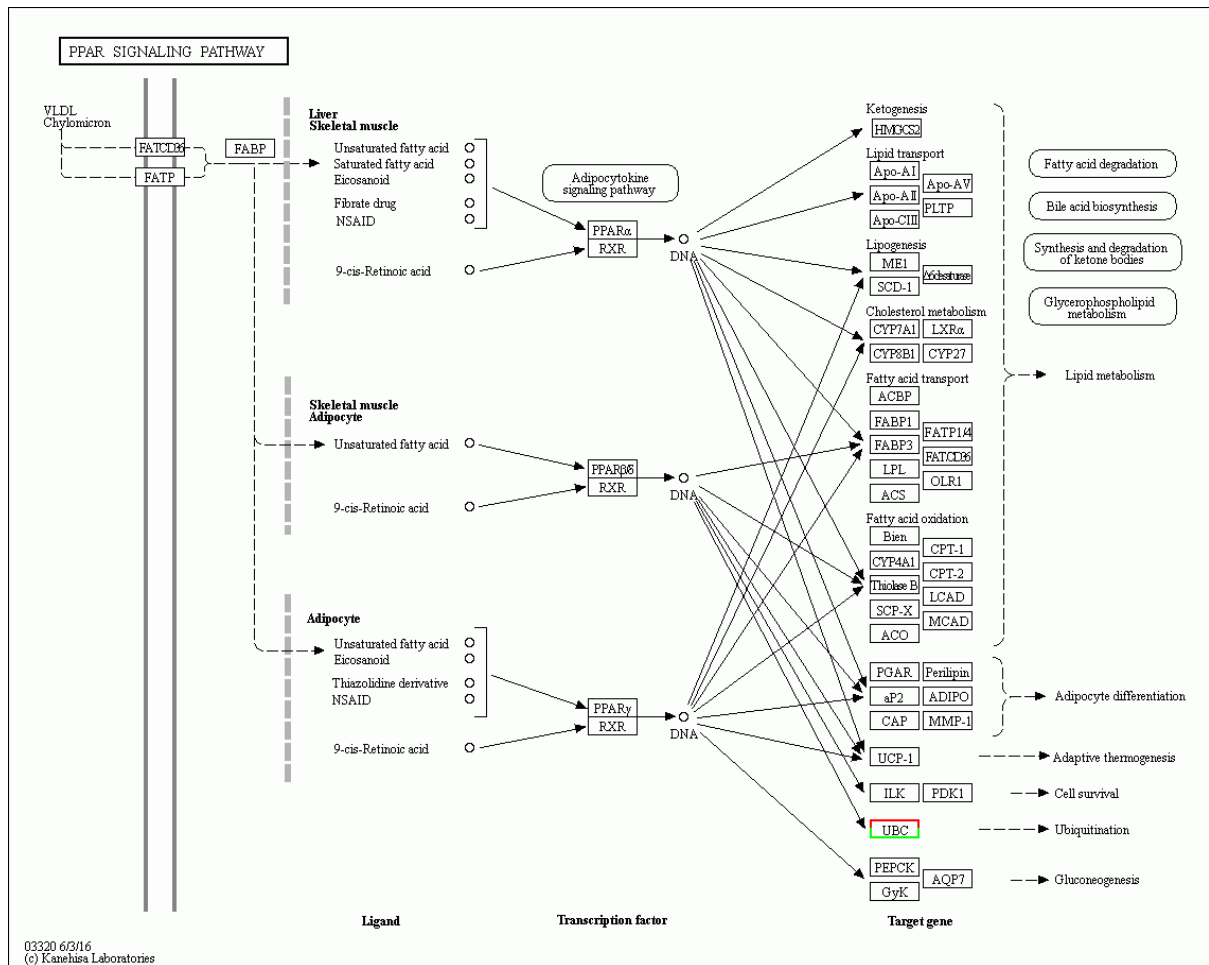 PPAR SIGNALING PATHWAY
VLDL
Chylomicron
FAT/CD36
FATP
FABP
Liver
Skeletal muscle
Unsaturated fatty acid
Saturated fatty acid
Eicosanoid
Fibrate drug
NSAID
9-cis-Retinoic acid
Adipocytokine
signaling pathway
PPARα
RXR
DNA
Skeletal muscle
Adipocyte
Unsaturated fatty acid
9-cis-Retinoic acid
PPARβ/δ
RXR
DNA
Adipocyte
Unsaturated fatty acid
Eicosanoid
Thiazolidine derivative
NSAID
9-cis-Retinoic acid
PPARγ
RXR
DNA
Ketogenesis
HMGCS2
Lipid transport
Apo-AI
Apo-AII
Apo-CIII
Apo-AV
PLTP
Lipogenesis
ME1
SCD-1
Δ6desaturase
Cholesterol metabolism
CYP7A1
LXRα
CYP8B1
CYP27
Fatty acid transport
ACBP
FABP1
FABP3
LPL
ACS
FATP1/4
FAT/CD36
OLR1
Fatty acid oxidation
Bien
CYP4A1
Thiolase B
SCP-X
ACO
CPT-1
CPT-2
LCAD
MCAD
PGAR
Perilipin
aP2
ADIPO
CAP
MMP-1
UCP-1
ILK
PDK1
UBC
PEPCK
GyK
AQP7
Fatty acid degradation
Bile acid biosynthesis
Synthesis and degradation
of ketone bodies
Glycerophospholipid
metabolism
Lipid metabolism
Adipocyte differentiation
Adaptive thermogenesis
Cell survival
Ubiquitination
Gluconeogenesis
Ligand
Transcription factor
Target gene
03320 6/3/16
(c) Kanehisa Laboratories